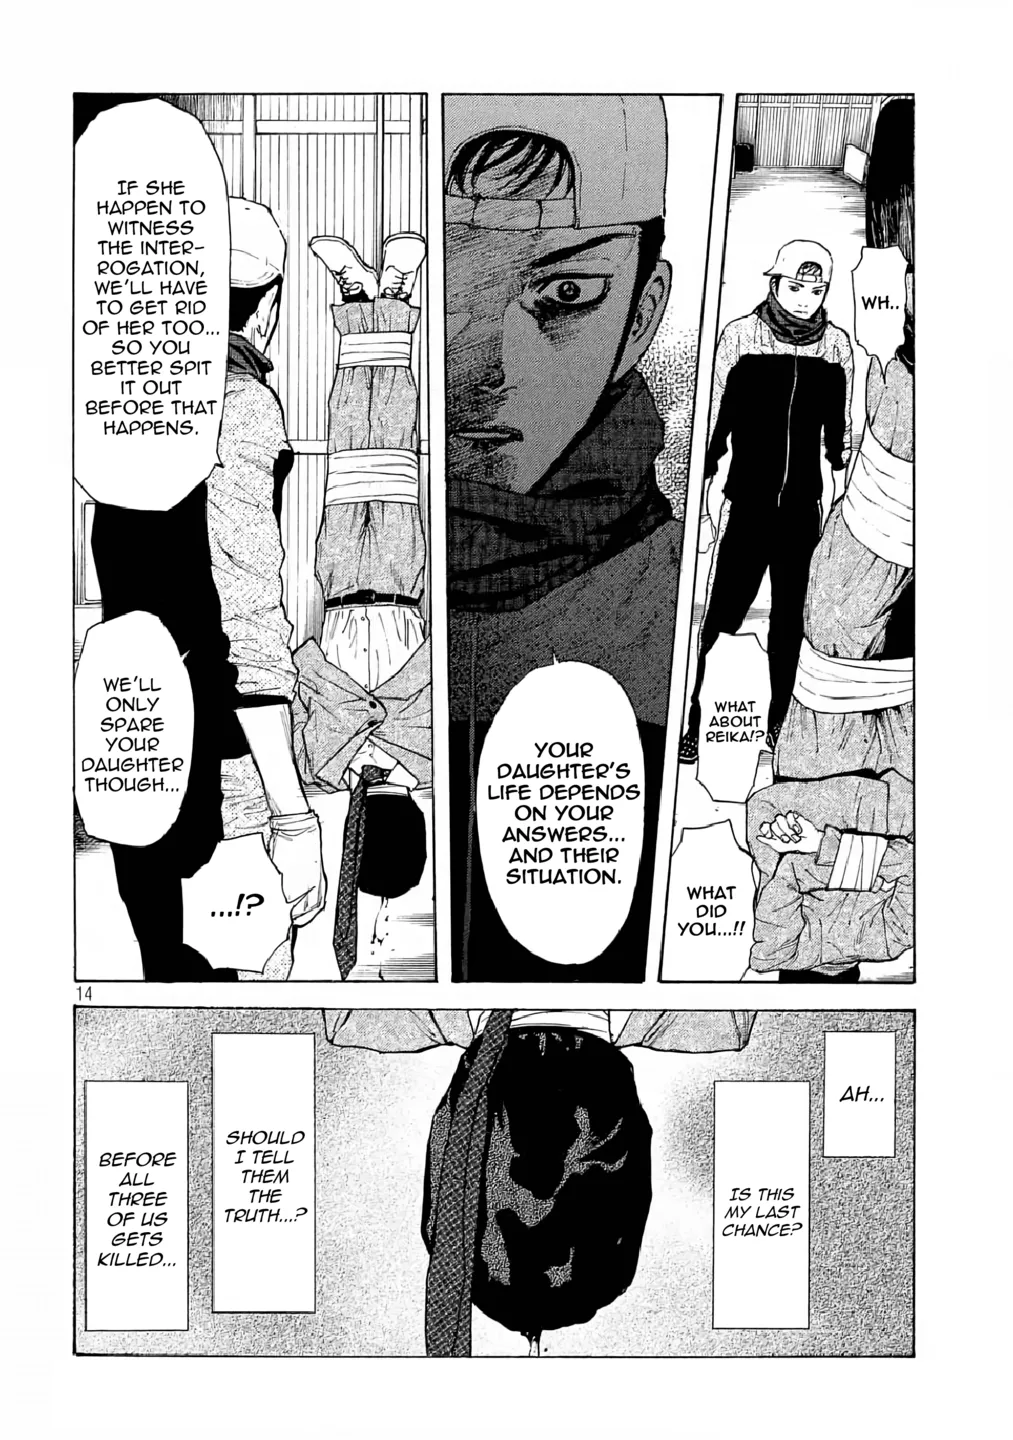 WH..
WHAT
ABOUT
REIKA!?
WHAT
DID
YOU...!!
YOUR
DAUGHTER'S
LIFE DEPENDS
ON YOUR
ANSWERS...
AND THEIR
SITUATION.
IF SHE
HAPPEN TO
WITNESS
THE INTER-
ROGATION,
WE'LL HAVE
TO GET RID
OF HER TOO...
SO YOU
BETTER SPIT
IT OUT
BEFORE THAT
HAPPENS.
WE'LL
ONLY
SPARE
YOUR
DAUGHTER
THOUGH...
...!?
14
AH...
IS THIS
MY LAST
CHANCE?
SHOULD
I TELL
THEM
THE
TRUTH...?
BEFORE
ALL
THREE
OF US
GETS
KILLED...